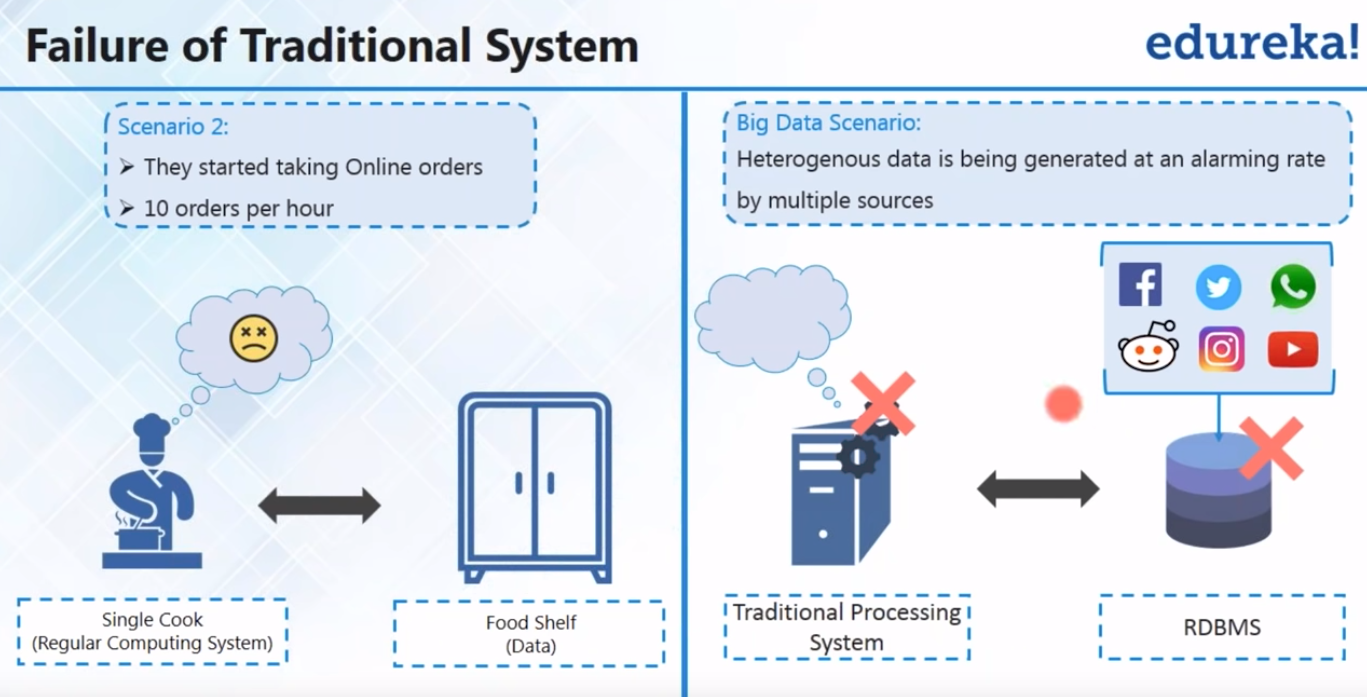 Failure of Traditional System
edureka!
Scenario 2:
➢ They started taking Online orders
➢ 10 orders per hour
Single Cook
(Regular Computing System)
Food Shelf
(Data)
Big Data Scenario:
Heterogenous data is being generated at an alarming rate
by multiple sources
Traditional Processing
System
RDBMS